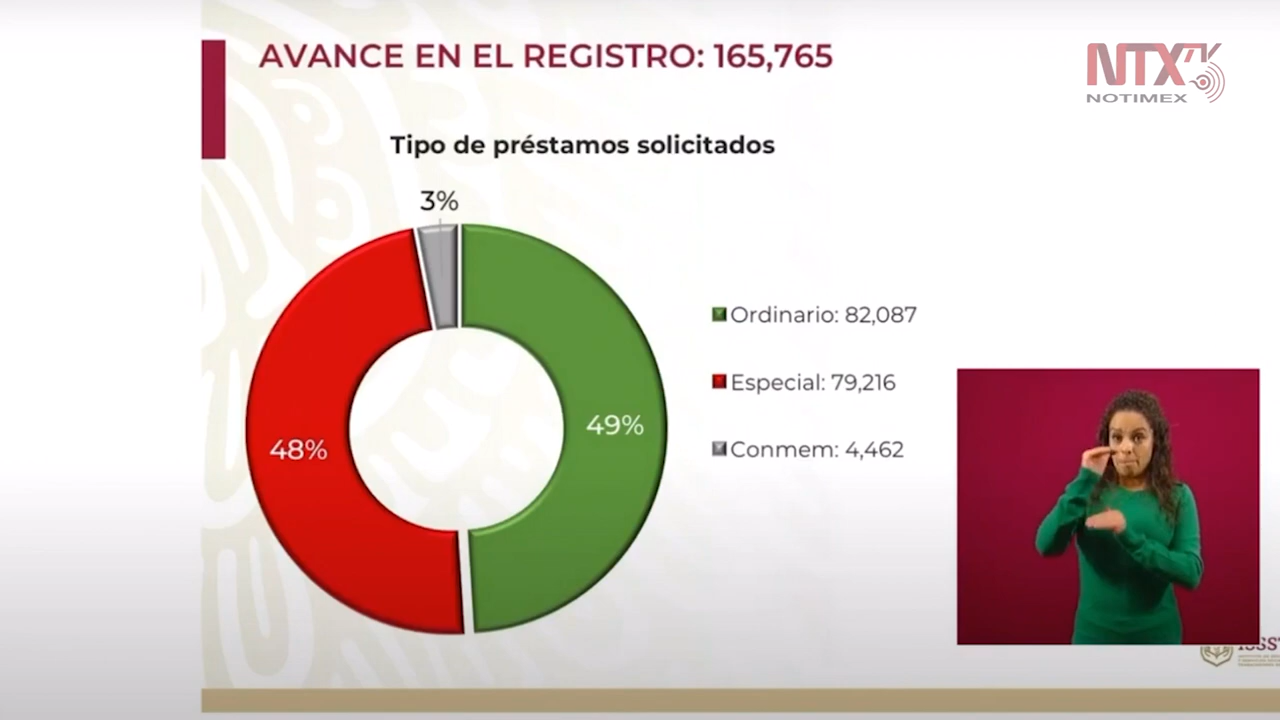 AVANCE EN EL REGISTRO: 165,765
NTX
NOTIMEX
Tipo de préstamos solicitados
3%
48%
49%
Ordinario: 82,087
Especial: 79,216
Conmem: 4,462